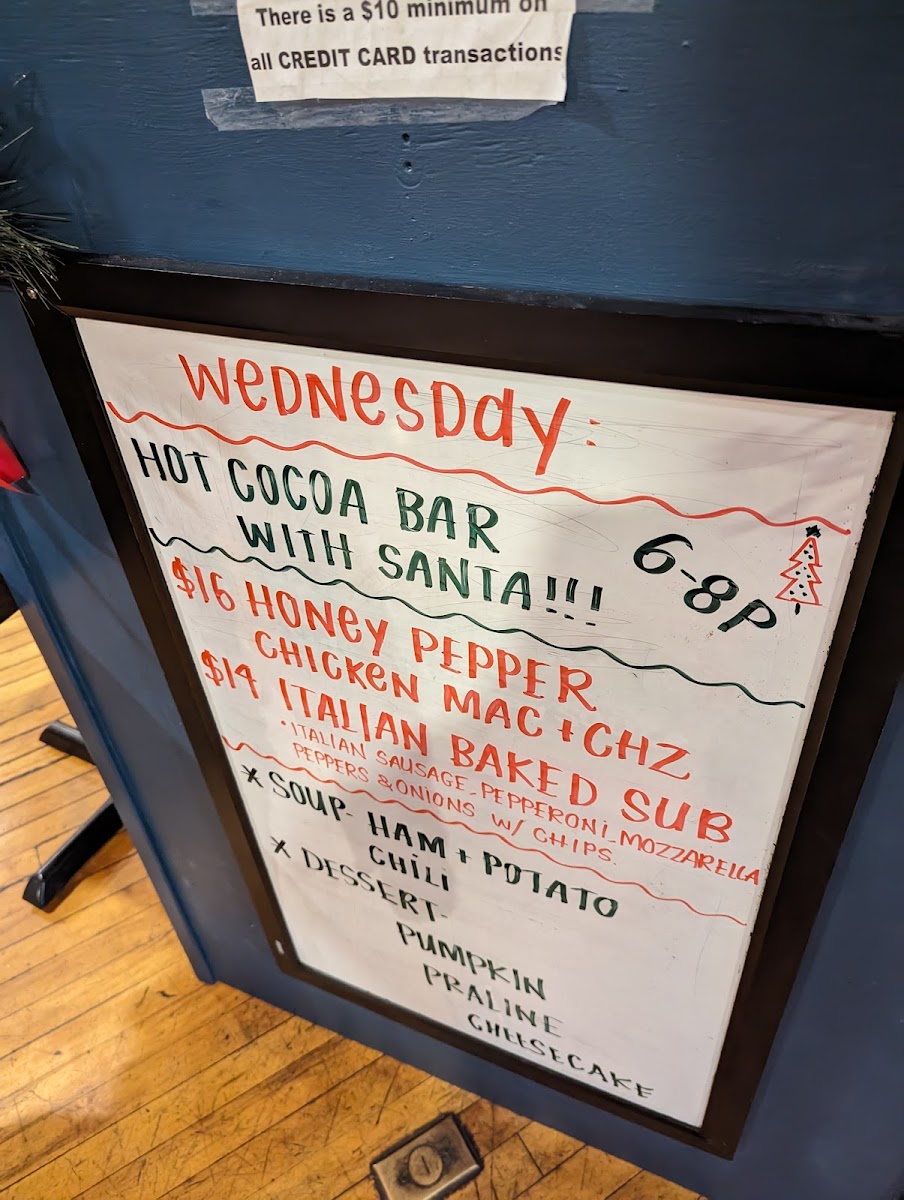 There is a $10 minimum on
all CREDIT CARD transactions
WEDNESDAY:
HOT COCOA BAR
WITH SANTA!!!
6-8P
$16 HONEY PEPPER
CHICKEN MAC + CHZ
$14 ITALIAN BAKED SUB
• ITALIAN SAUSAGE, PEPPERONI, MOZZARELLA
PEPPERS & ONIONS W/ CHIPS.
X SOUP- HAM + POTATO
CHILI
X DESSERT-
PUMPKIN
PRALINE
CHEESECAKE